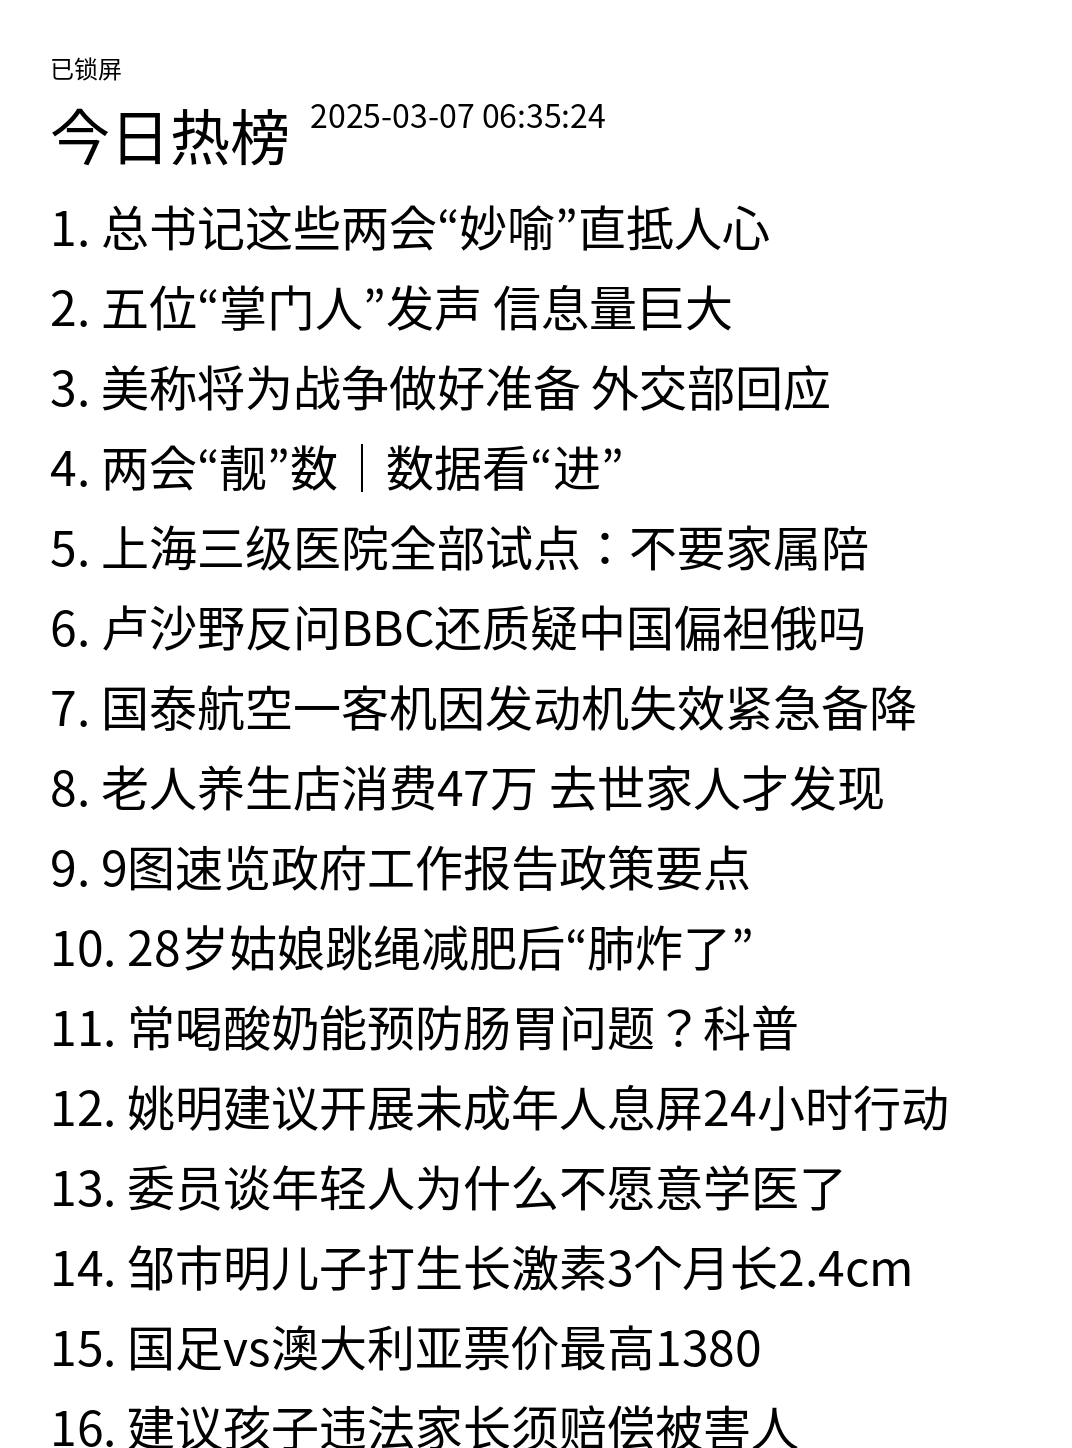 已锁屏
今日热榜 2025-03-07 06:35:24
1. 总书记这些两会“妙喻”直抵人心
2. 五位“掌门人”发声 信息量巨大
3. 美称将为战争做好准备 外交部回应
4. 两会“靓”数｜数据看“进”
5. 上海三级医院全部试点：不要家属陪
6. 卢沙野反问BBC还质疑中国偏袒俄吗
7. 国泰航空一客机因发动机失效紧急备降
8. 老人养生店消费47万 去世家人才发现
9. 9图速览政府工作报告政策要点
10. 28岁姑娘跳绳减肥后“肺炸了”
11. 常喝酸奶能预防肠胃问题？科普
12. 姚明建议开展未成年人息屏24小时行动
13. 委员谈年轻人为什么不愿意学医了
14. 邹市明儿子打生长激素3个月长2.4cm
15. 国足vs澳大利亚票价最高1380
16. 建议孩子违法家长须赔偿被害人